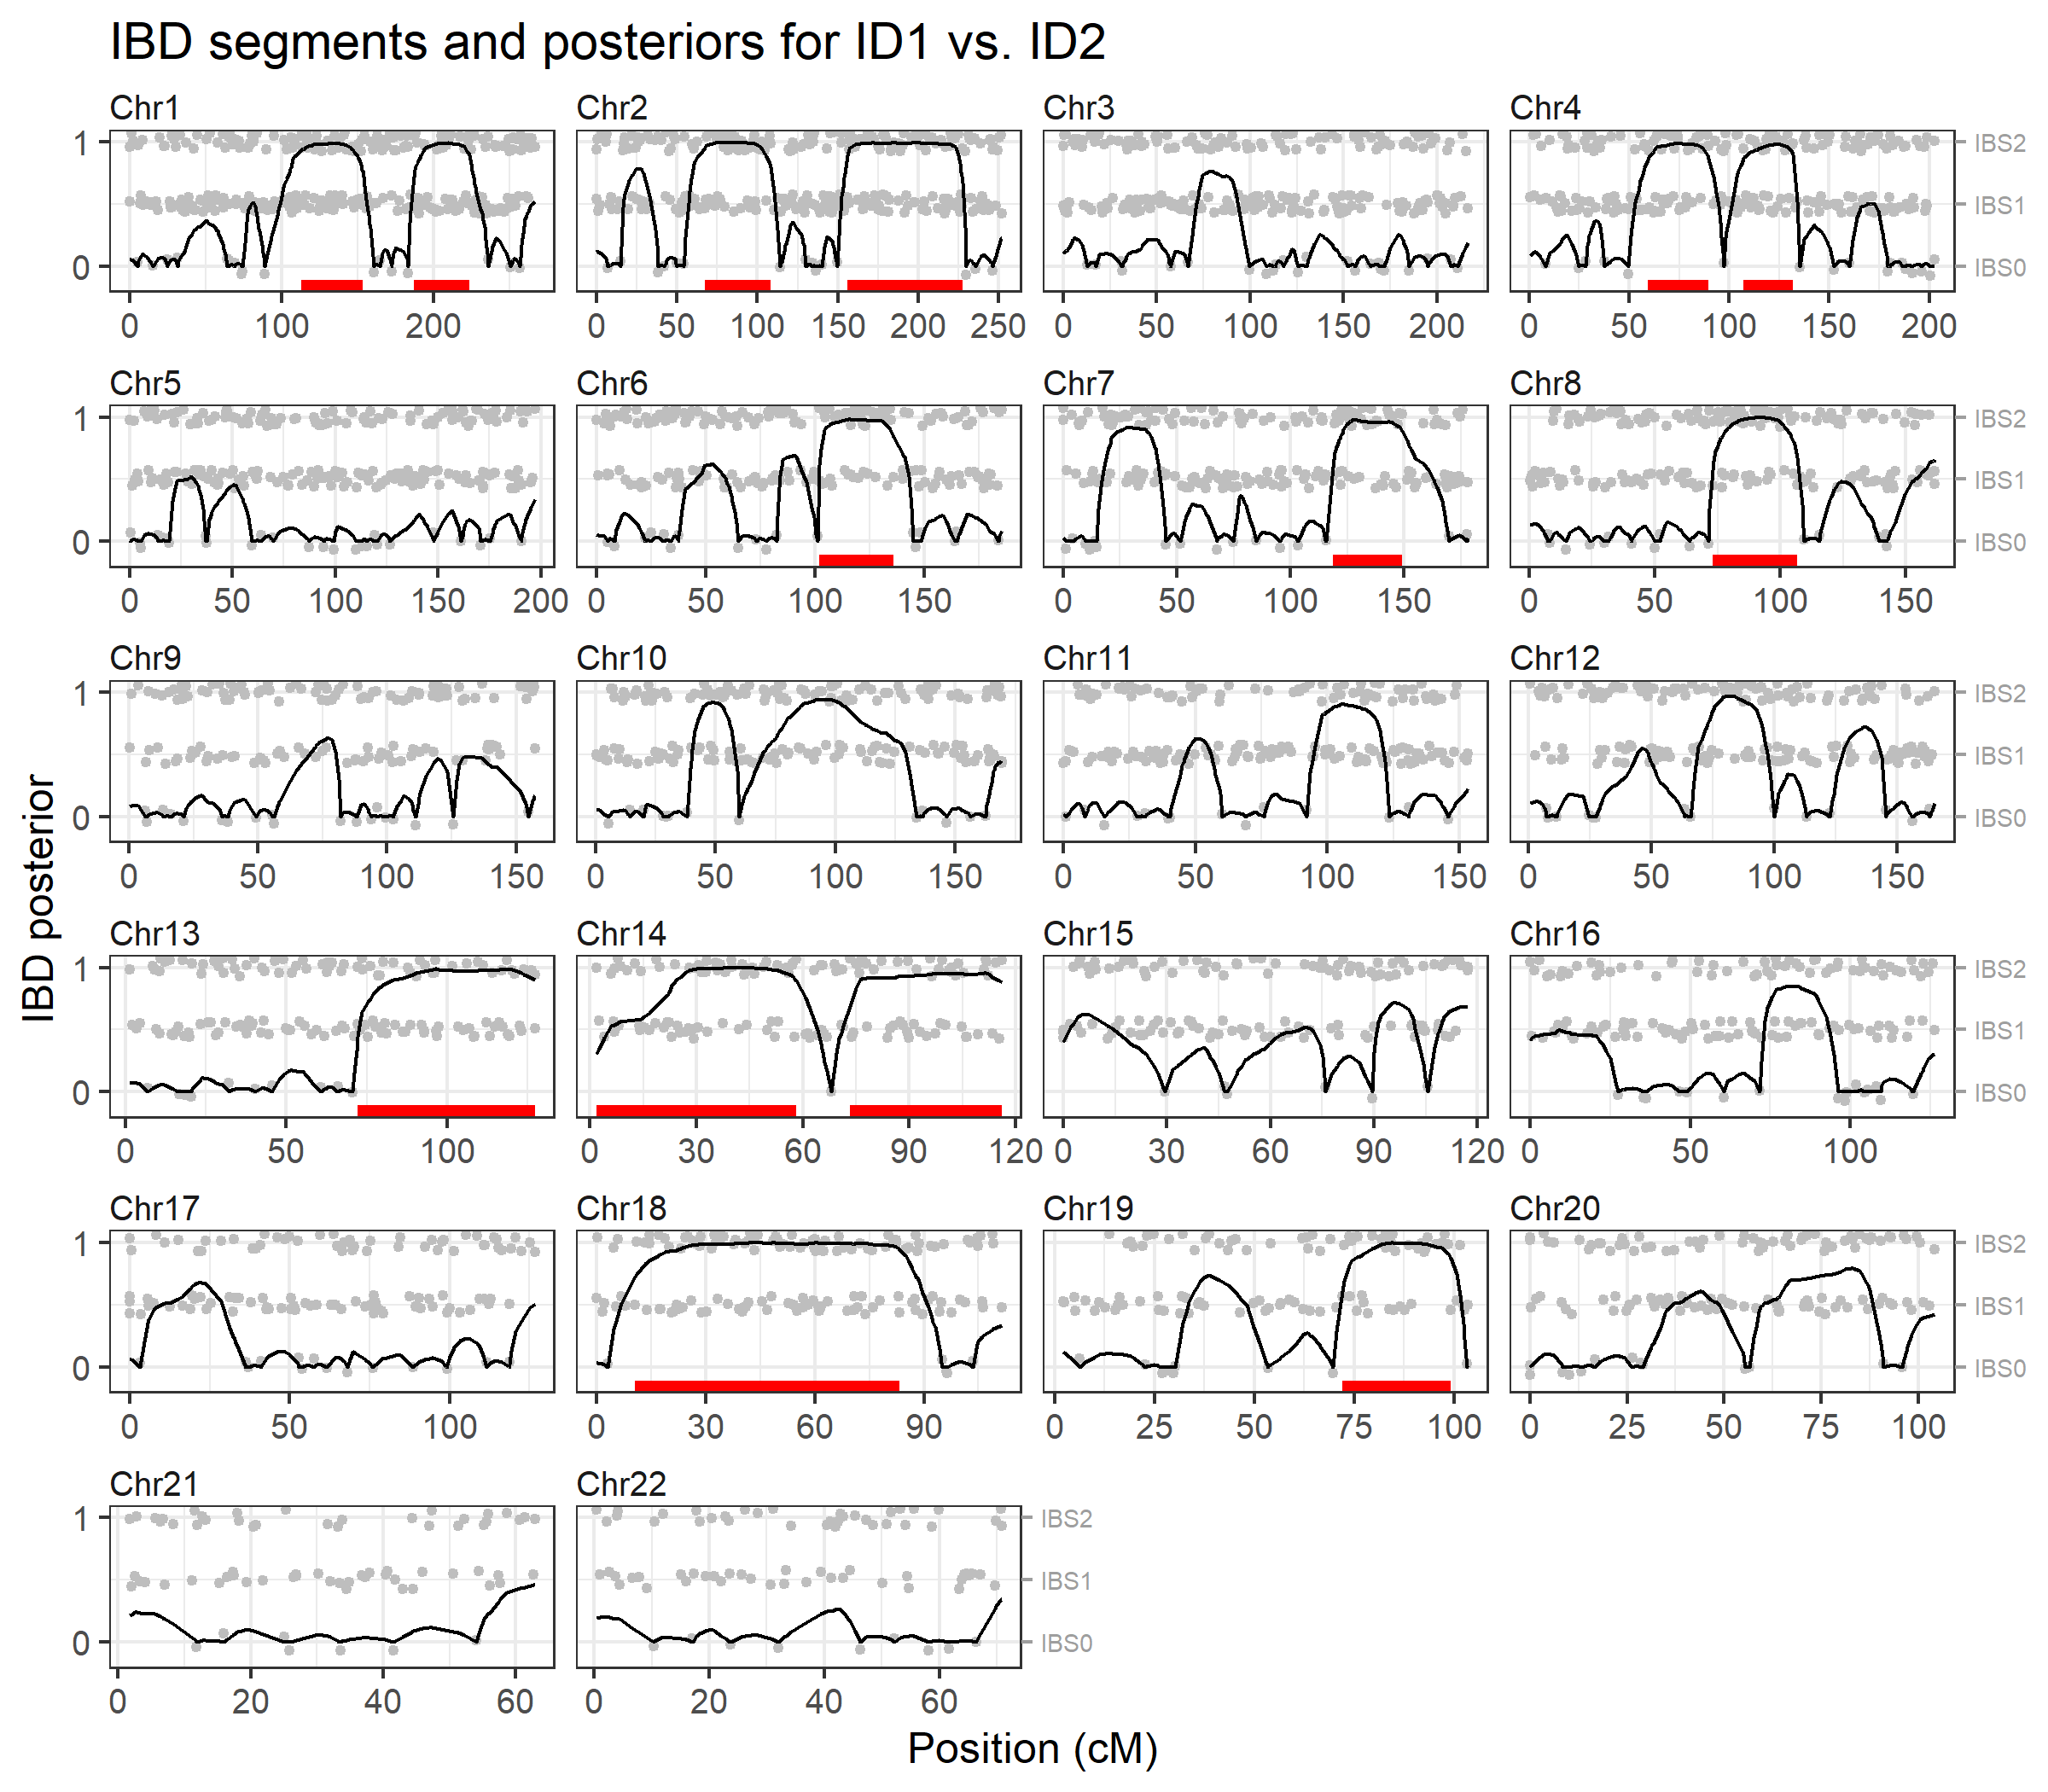 IBD segments and posteriors for ID1 vs. ID2
Chr1 Chr2 Chr3 Chr4
1 IBS2
IBS1
0 IBS0
0 100 200 0 50 100 150 200 250 0 50 100 150 200 0 50 100 150 200
Chr5 Chr6 Chr7 Chr8
1 IBS2
IBS1
0 IBS0
0 50 100 150 200 0 50 100 150 0 50 100 150 0 50 100 150
Chr9 Chr10 Chr11 Chr12
1 IBS2
IBS1
0 IBS0
0 50 100 150 0 50 100 150 0 50 100 150 0 50 100 150
IBD posterior
Chr13 Chr14 Chr15 Chr16
1 IBS2
IBS1
0 IBS0
0 50 100 0 30 60 90 120 0 30 60 90 120 0 50 100
Chr17 Chr18 Chr19 Chr20
1 IBS2
IBS1
0 IBS0
0 50 100 0 30 60 90 0 25 50 75 100 0 25 50 75 100
Chr21 Chr22
1 IBS2
IBS1
0 IBS0
0 20 40 60 0 20 40 60
Position (cM)